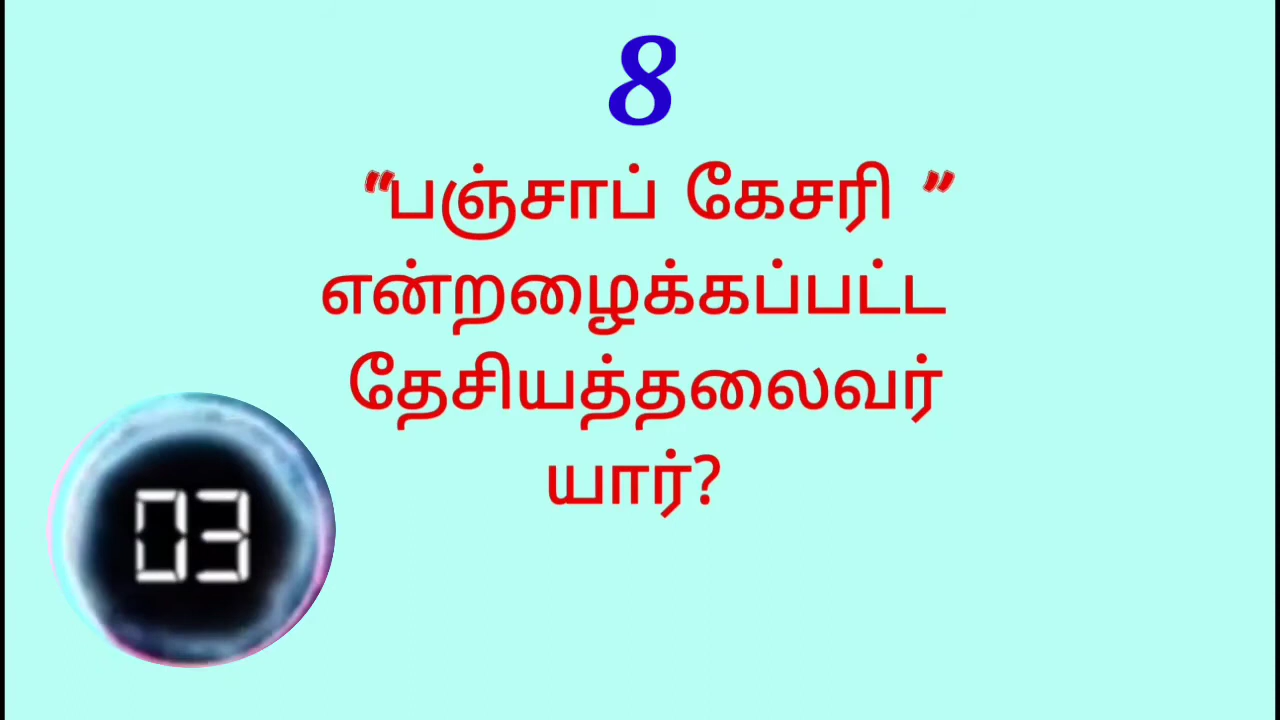 8
“பஞ்சாப் கேசரி ”
என்றழைக்கப்பட்ட
தேசியத்தலைவர்
யார்?
03